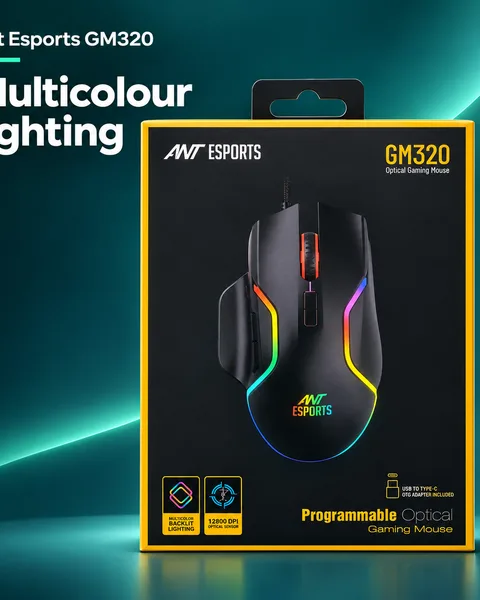 t Esports GM320
ulticolour
ghting
ANT ESPORTS
GM320
Optical Gaming Mouse
ANT
ESPORTS
USB TO TYPE-C
OTG ADAPTER INCLUDED
MULTICOLOR
BACKLIT
LIGHTING
12800 DPI
OPTICAL SENSOR
Programmable Optical
Gaming Mouse